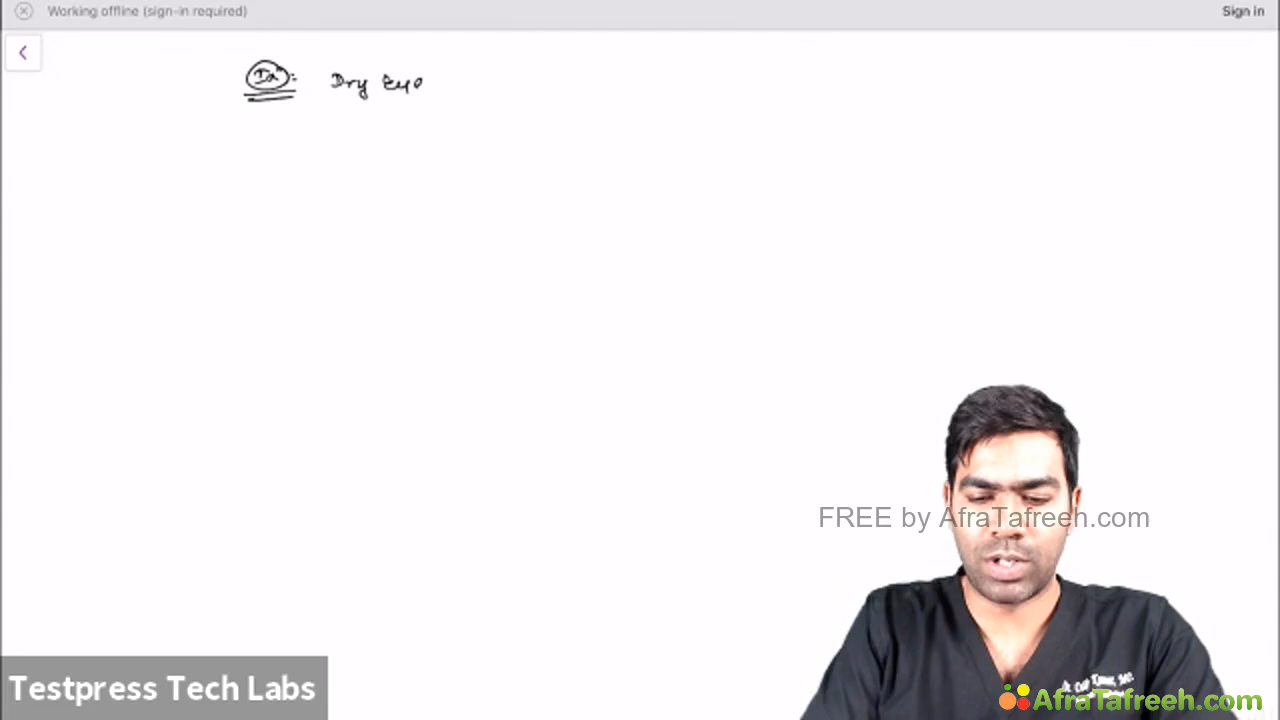 Working offline (sign-in required)
Sign in
Dry Eye
FREE by AfraTafreeh.com
Testpress Tech Labs
AfraTafreeh.com